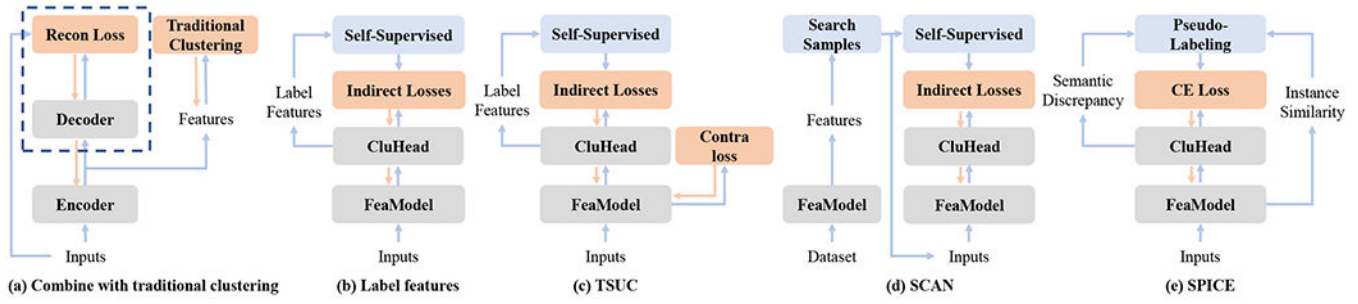 Recon Loss
Traditional
Clustering
Decoder
Features
Encoder
Inputs
(a) Combine with traditional clustering
Self-Supervised
Indirect Losses
Label
Features
CluHead
FeaModel
Inputs
(b) Label features
Self-Supervised
Indirect Losses
Label
Features
CluHead
Contra
loss
FeaModel
Inputs
(c) TSUC
Search
Samples
Self-Supervised
Indirect Losses
Features
CluHead
FeaModel
FeaModel
Dataset
Inputs
(d) SCAN
Pseudo-
Labeling
Semantic
Discrepancy
CE Loss
Instance
Similarity
CluHead
FeaModel
Inputs
(e) SPICE